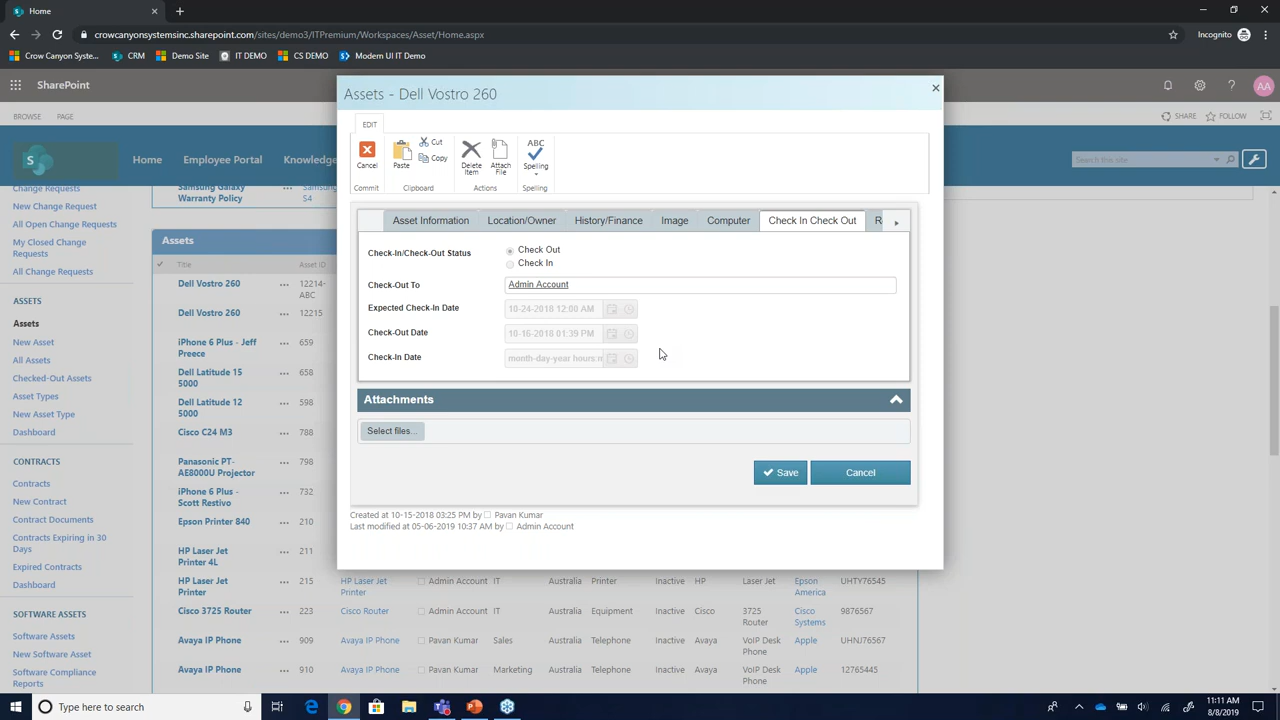 Home
Incognito
crowcanyonsystemsinc.sharepoint.com/sites/demo3/ITPremium/Workspaces/Asset/Home.aspx
Crow Canyon Syste...
CRM
Demo Site
IT DEMO
CS DEMO
Modern UI IT Demo
SharePoint
AA
BROWSE
PAGE
SHARE
FOLLOW
Home
Employee Portal
Knowledge
Search this site
Change Requests
New Change Request
All Open Change Requests
My Closed Change
Requests
All Change Requests
ASSETS
Assets
New Asset
All Assets
Checked-Out Assets
Asset Types
New Asset Type
Dashboard
CONTRACTS
Contracts
New Contract
Contract Documents
Contracts Expiring in 30
Days
Expired Contracts
Dashboard
SOFTWARE ASSETS
Software Assets
New Software Asset
Software Compliance
Reports
Samsung Galaxy
Warranty Policy
Samsung
S4
Assets
Title
Asset ID
Dell Vostro 260 ... 12214-
ABC
Dell Vostro 260 ... 12215
iPhone 6 Plus - Jeff
Preece ... 659
Dell Latitude 15
5000 ... 658
Dell Latitude 12
5000 ... 598
Cisco C24 M3 ... 788
Panasonic PT-
AE8000U Projector ... 798
iPhone 6 Plus -
Scott Restivo ... 732
Epson Printer 840 ... 210
HP Laser Jet
Printer 4L ... 211
HP Laser Jet
Printer ... 215 HP Laser Jet
Printer Admin Account IT Australia Printer Inactive HP Laser Jet Epson
America UHTY76545
Cisco 3725 Router ... 223 Cisco Router Admin Account IT Australia Equipment Inactive Cisco 3725
Router Cisco
Systems 9876567
Avaya IP Phone ... 909 Avaya IP Phone Pavan Kumar Sales Australia Telephone Inactive Avaya VoIP Desk
Phone Apple UHNJ76567
Avaya IP Phone ... 910 Avaya IP Phone Pavan Kumar Marketing Australia Telephone Inactive Avaya VoIP Desk
Phone Apple 12765445
Assets - Dell Vostro 260
EDIT
Cancel
Commit
Paste
Cut
Copy
Clipboard
Delete
Item
Attach
File
Actions
ABC
Spelling
Spelling
Asset Information
Location/Owner
History/Finance
Image
Computer
Check In Check Out
R
Check-In/Check-Out Status
Check Out
Check In
Check-Out To
Admin Account
Expected Check-In Date
10-24-2018 12:00 AM
Check-Out Date
10-16-2018 01:39 PM
Check-In Date
month-day-year hours:m
Attachments
Select files...
Save
Cancel
Created at 10-15-2018 03:25 PM by Pavan Kumar
Last modified at 05-06-2019 10:37 AM by Admin Account
Type here to search
11:11 AM
8/8/2019